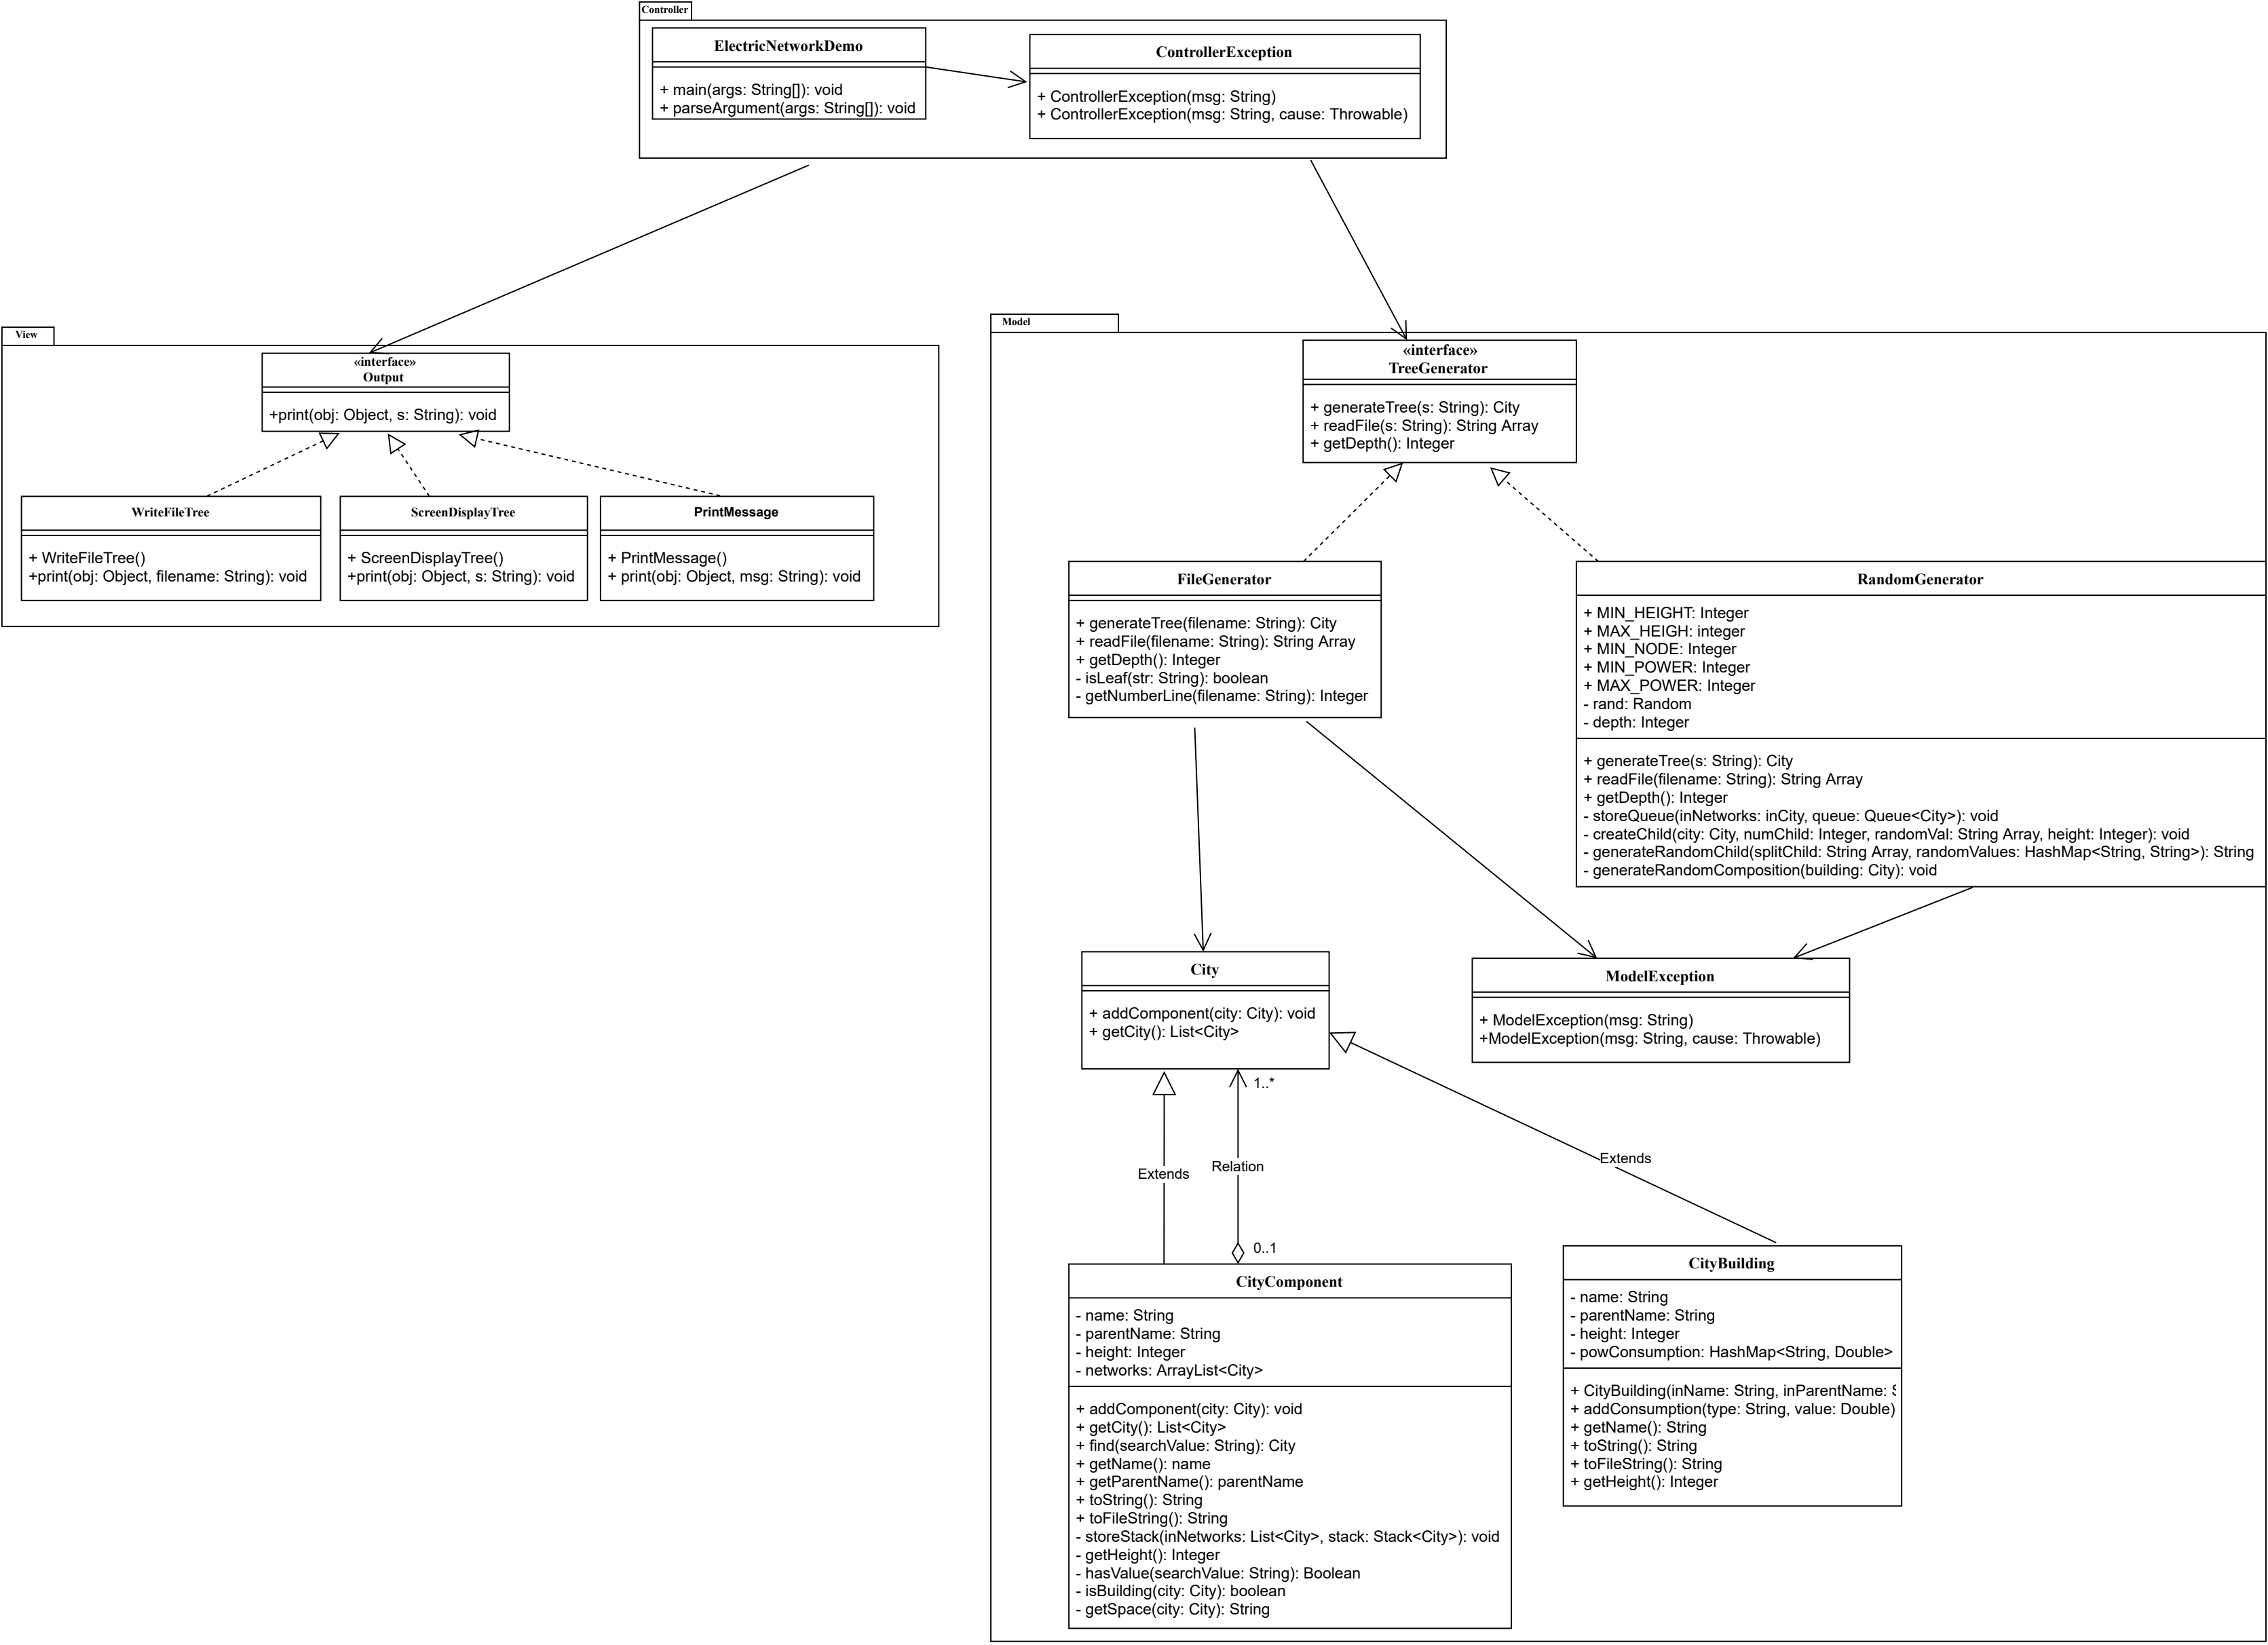 Controller
ElectricNetworkDemo
+ main(args: String[]): void
+ parseArgument(args: String[]): void
ControllerException
+ ControllerException(msg: String)
+ ControllerException(msg: String, cause: Throwable)
View
«interface»
Output
+print(obj: Object, s: String): void
WriteFileTree
+ WriteFileTree()
+print(obj: Object, filename: String): void
ScreenDisplayTree
+ ScreenDisplayTree()
+print(obj: Object, s: String): void
PrintMessage
+ PrintMessage()
+ print(obj: Object, msg: String): void
Model
«interface»
TreeGenerator
+ generateTree(s: String): City
+ readFile(s: String): String Array
+ getDepth(): Integer
FileGenerator
+ generateTree(filename: String): City
+ readFile(filename: String): String Array
+ getDepth(): Integer
- isLeaf(str: String): boolean
- getNumberLine(filename: String): Integer
RandomGenerator
+ MIN_HEIGHT: Integer
+ MAX_HEIGH: integer
+ MIN_NODE: Integer
+ MIN_POWER: Integer
+ MAX_POWER: Integer
- rand: Random
- depth: Integer
+ generateTree(s: String): City
+ readFile(filename: String): String Array
+ getDepth(): Integer
- storeQueue(inNetworks: inCity, queue: Queue<City>): void
- createChild(city: City, numChild: Integer, randomVal: String Array, height: Integer): void
- generateRandomChild(splitChild: String Array, randomValues: HashMap<String, String>): String
- generateRandomComposition(building: City): void
City
+ addComponent(city: City): void
+ getCity(): List<City>
ModelException
+ ModelException(msg: String)
+ModelException(msg: String, cause: Throwable)
1..*
Extends
Relation
Extends
0..1
CityComponent
- name: String
- parentName: String
- height: Integer
- networks: ArrayList<City>
+ addComponent(city: City): void
+ getCity(): List<City>
+ find(searchValue: String): City
+ getName(): name
+ getParentName(): parentName
+ toString(): String
+ toFileString(): String
- storeStack(inNetworks: List<City>, stack: Stack<City>): void
- getHeight(): Integer
- hasValue(searchValue: String): Boolean
- isBuilding(city: City): boolean
- getSpace(city: City): String
CityBuilding
- name: String
- parentName: String
- height: Integer
- powConsumption: HashMap<String, Double>
+ CityBuilding(inName: String, inParentName:
+ addConsumption(type: String, value: Double)
+ getName(): String
+ toString(): String
+ toFileString(): String
+ getHeight(): Integer